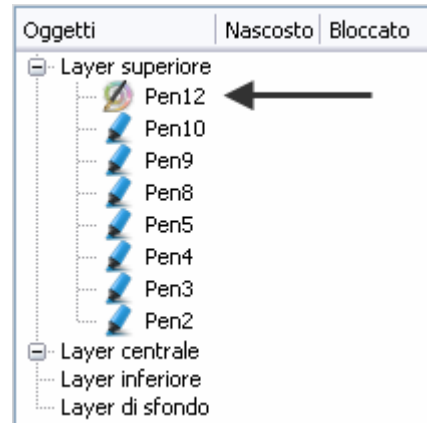 Oggetti Nascosto Bloccato
Layer superiore
Pen12
Pen10
Pen9
Pen8
Pen5
Pen4
Pen3
Pen2
Layer centrale
Layer inferiore
Layer di sfondo